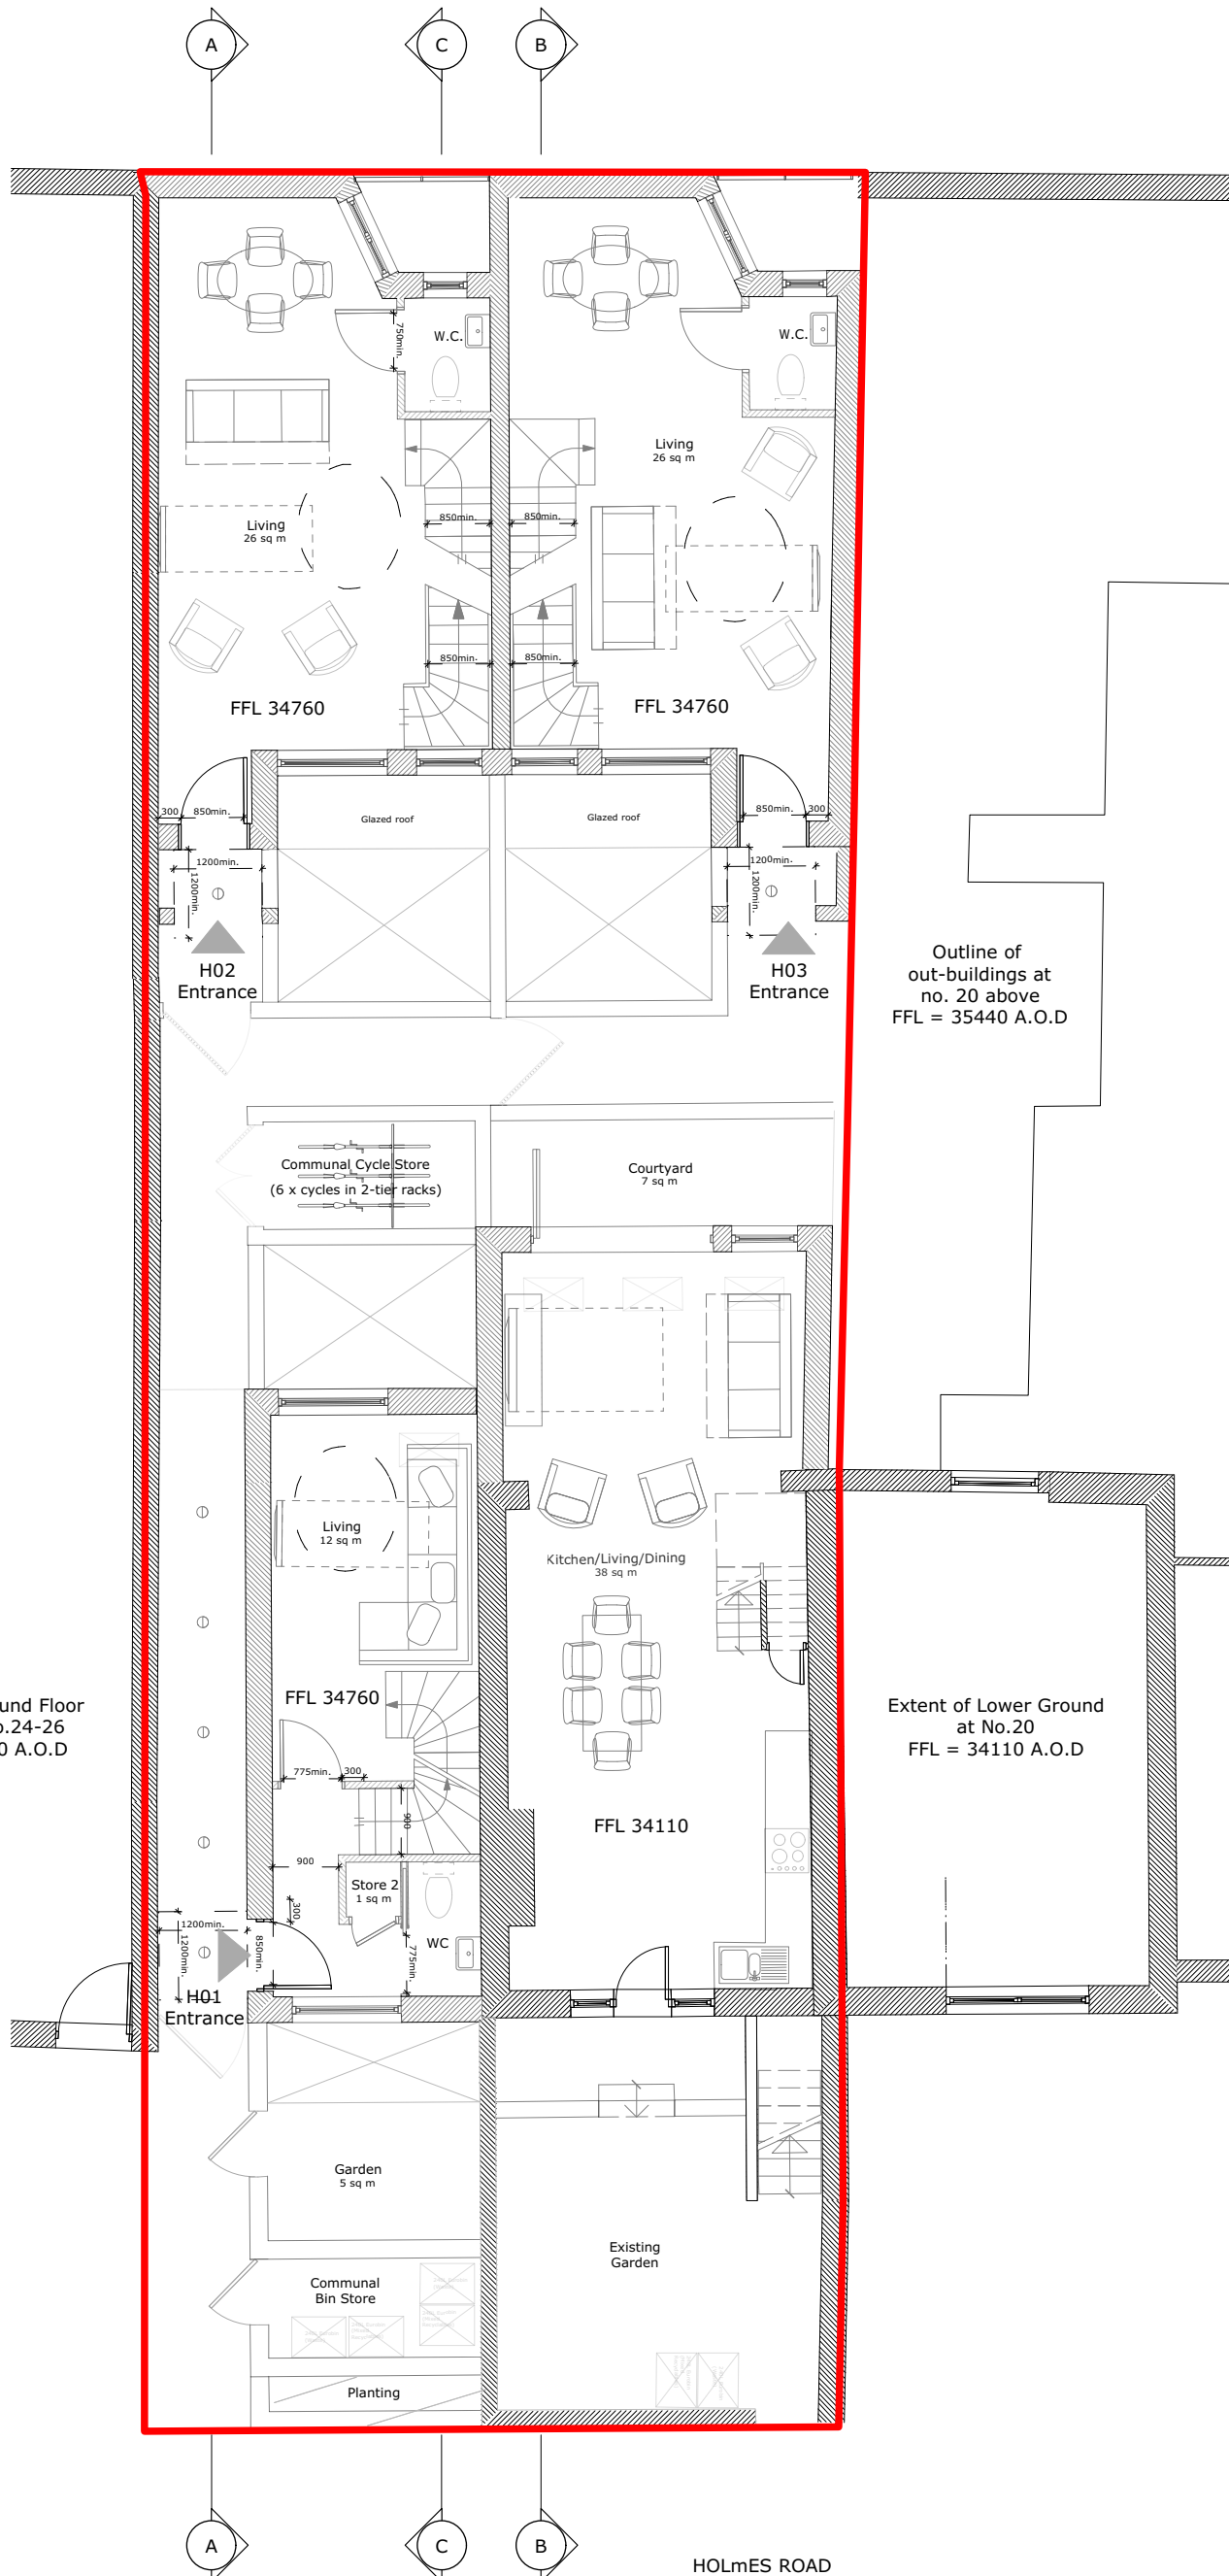 A
C
B
W.C.
W.C.
750min.
Living
26 sq m
Living
26 sq m
850min.
850min.
850min.
850min.
FFL 34760
FFL 34760
300
850min.
Glazed roof
Glazed roof
850min.
300
1200min.
1200min.
1200min.
1200min.
H02
Entrance
H03
Entrance
Outline of
out-buildings at
no. 20 above
FFL = 35440 A.O.D
Communal Cycle Store
(6 x cycles in 2-tier racks)
Courtyard
7 sq m
Living
12 sq m
Kitchen/Living/Dining
38 sq m
FFL 34760
und Floor
o.24-26
0 A.O.D
Extent of Lower Ground
at No.20
FFL = 34110 A.O.D
775min.
300
900
FFL 34110
900
Store 2
1 sq m
300
WC
1200min.
1200min.
850min.
775min.
H01
Entrance
Garden
5 sq m
Existing
Garden
Communal
Bin Store
Planting
A
C
B
HOLmES ROAD